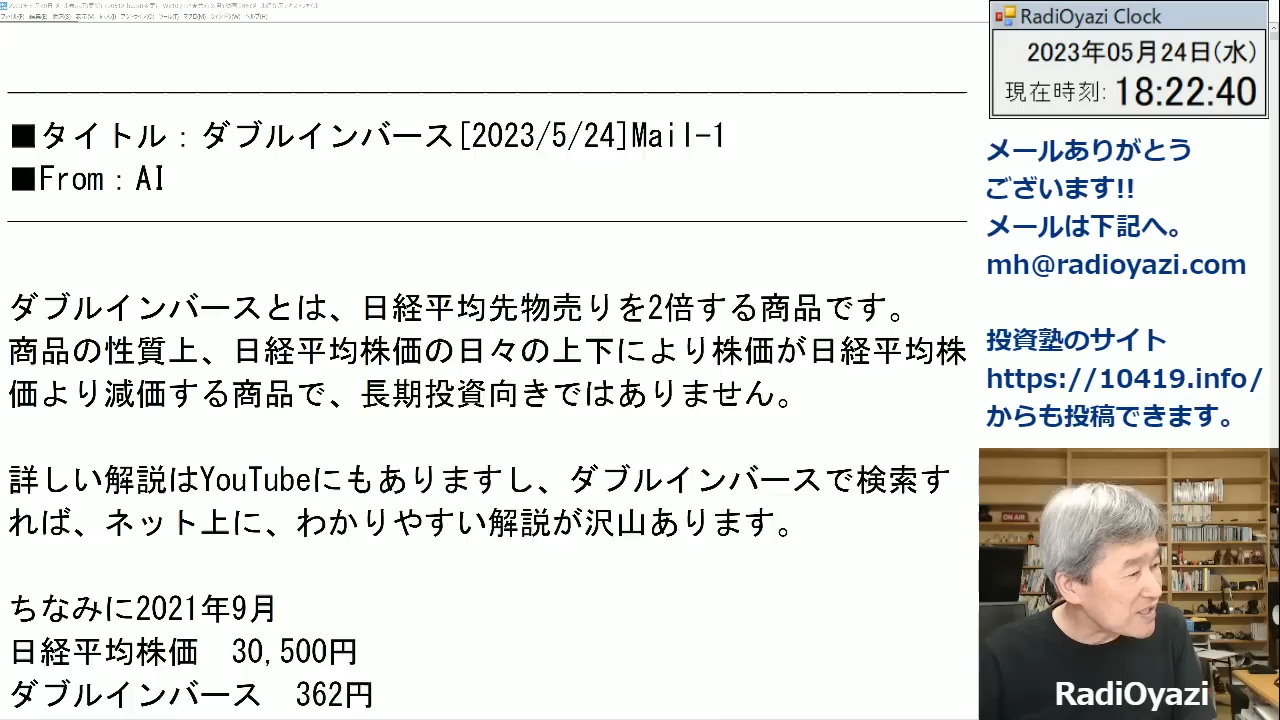 ■タイトル：ダブルインバース[2023/5/24]Mail-1
■From：AI
ダブルインバースとは、日経平均先物売りを2倍する商品です。
商品の性質上、日経平均株価の日々の上下により株価が日経平均株
価より減価する商品で、長期投資向きではありません。
詳しい解説はYouTubeにもありますし、ダブルインバースで検索す
れば、ネット上に、わかりやすい解説が沢山あります。
ちなみに2021年9月
日経平均株価　30,500円
ダブルインバース　362円
RadiOyazi Clock
2023年05月24日(水)
現在時刻: 18:22:40
メールありがとう
ございます!!
メールは下記へ。
mh@radioyazi.com
投資塾のサイト
https://10419.info/
からも投稿できます。
ON AIR
RadiOyazi